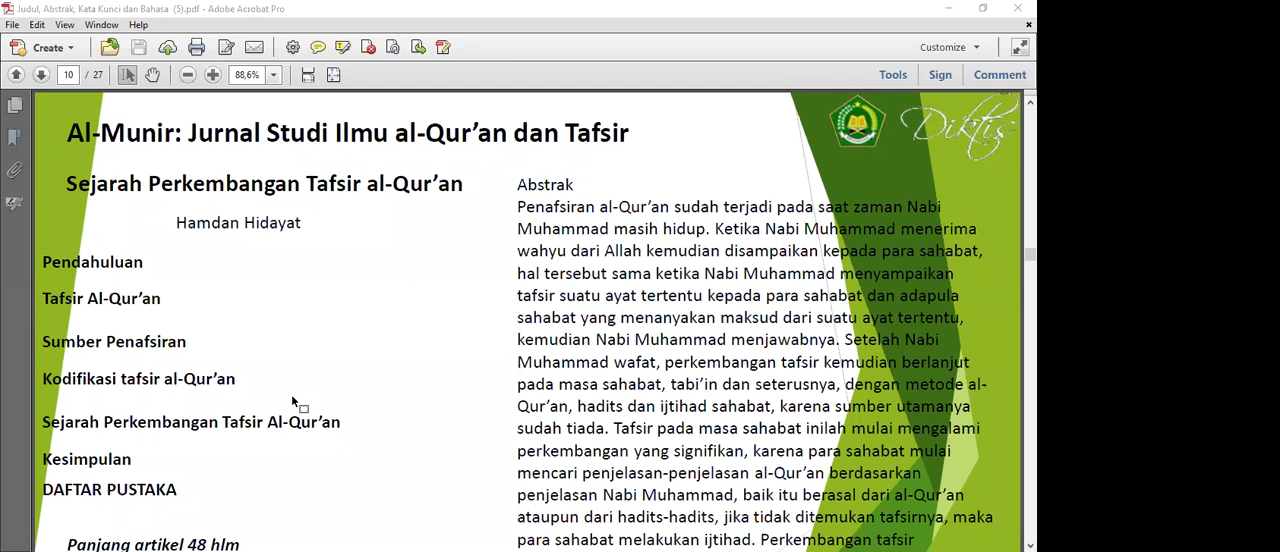 Judul, Abstrak, Kata Kunci dan Bahasa (5).pdf - Adobe Acrobat Pro
File Edit View Window Help
Create Customize
10 / 27 88,6% Tools Sign Comment
Al-Munir: Jurnal Studi Ilmu al-Qur’an dan Tafsir
Diktis
Sejarah Perkembangan Tafsir al-Qur’an
Hamdan Hidayat
Pendahuluan
Tafsir Al-Qur’an
Sumber Penafsiran
Kodifikasi tafsir al-Qur’an
Sejarah Perkembangan Tafsir Al-Qur’an
Kesimpulan
DAFTAR PUSTAKA
Panjang artikel 48 hlm
Abstrak
Penafsiran al-Qur’an sudah terjadi pada saat zaman Nabi
Muhammad masih hidup. Ketika Nabi Muhammad menerima
wahyu dari Allah kemudian disampaikan kepada para sahabat,
hal tersebut sama ketika Nabi Muhammad menyampaikan
tafsir suatu ayat tertentu kepada para sahabat dan adapula
sahabat yang menanyakan maksud dari suatu ayat tertentu,
kemudian Nabi Muhammad menjawabnya. Setelah Nabi
Muhammad wafat, perkembangan tafsir kemudian berlanjut
pada masa sahabat, tabi’in dan seterusnya, dengan metode al-
Qur’an, hadits dan ijtihad sahabat, karena sumber utamanya
sudah tiada. Tafsir pada masa sahabat inilah mulai mengalami
perkembangan yang signifikan, karena para sahabat mulai
mencari penjelasan-penjelasan al-Qur’an berdasarkan
penjelasan Nabi Muhammad, baik itu berasal dari al-Qur’an
ataupun dari hadits-hadits, jika tidak ditemukan tafsirnya, maka
para sahabat melakukan ijtihad. Perkembangan tafsir